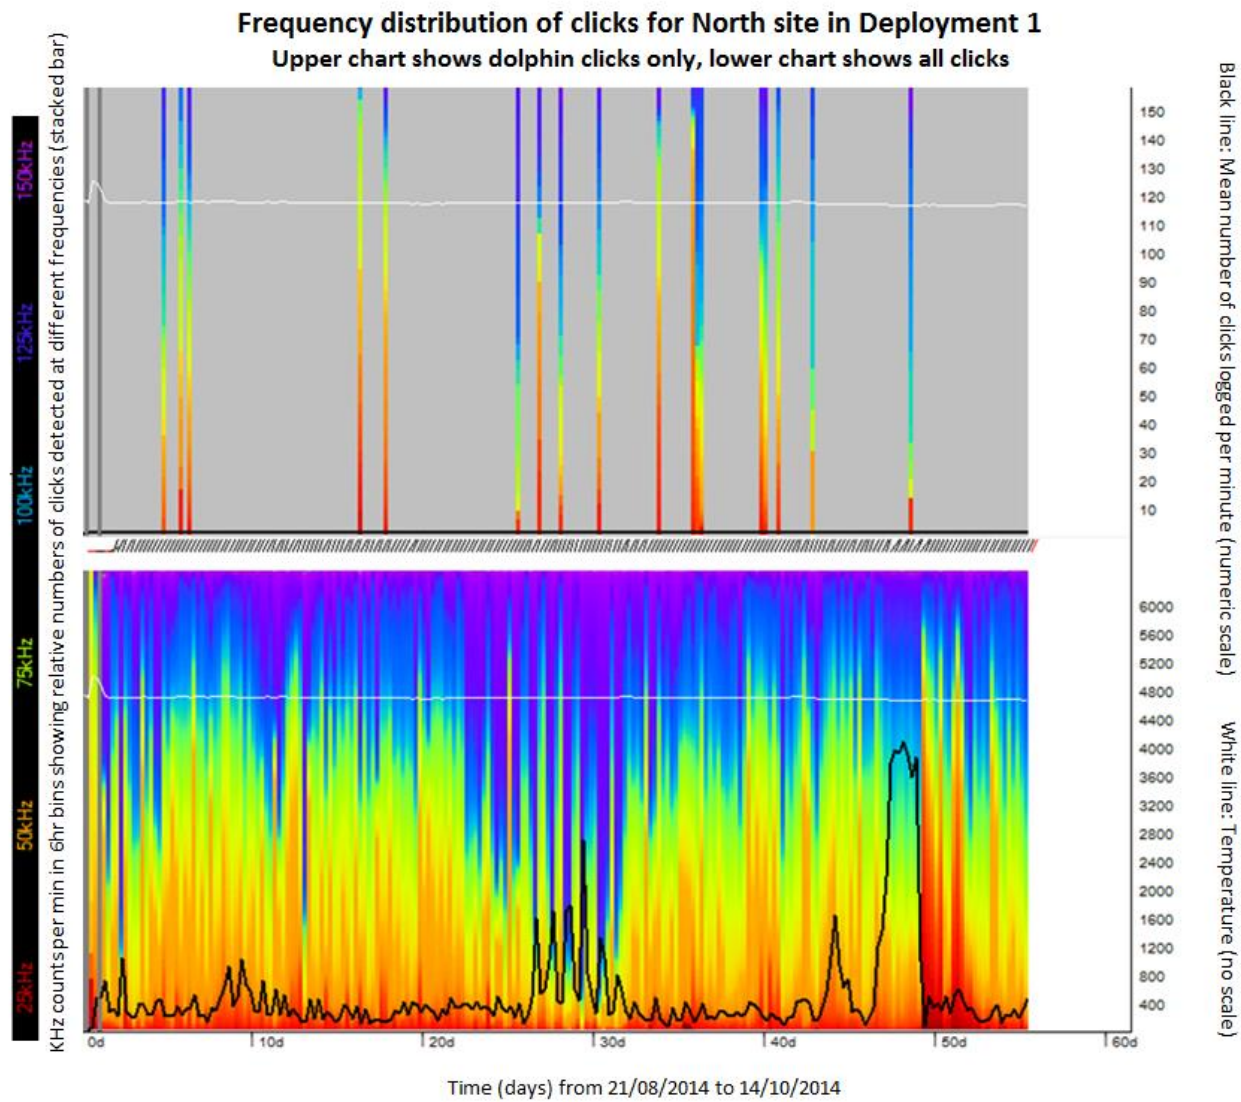 Frequency distribution of clicks for North site in Deployment 1
Upper chart shows dolphin clicks only, lower chart shows all clicks
150kHz
125kHz
100kHz
75kHz
50kHz
25kHz
KHz counts per min in 6hr bins showing relative numbers of clicks detected at different frequencies (stacked bar)
150
140
130
120
110
100
90
80
70
60
50
40
30
20
10
6000
5600
5200
4800
4400
4000
3600
3200
2800
2400
2000
1600
1200
800
400
Black line: Mean number of clicks logged per minute (numeric scale)
White line: Temperature (no scale)
0d
10d
20d
30d
40d
50d
60d
Time (days) from 21/08/2014 to 14/10/2014